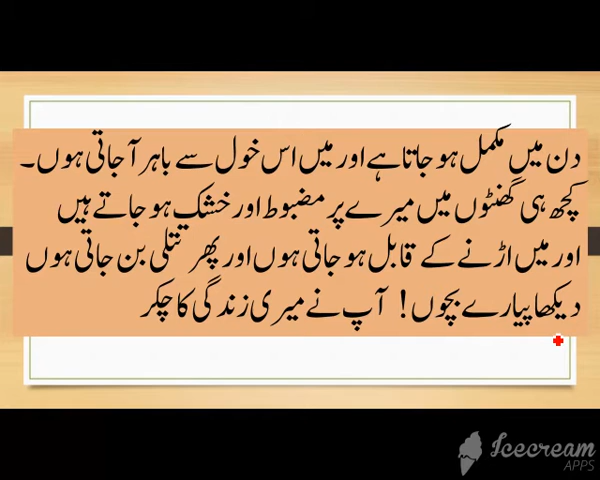 دن میں مکمل ہو جاتا ہے اور میں اس خول سے باہر آ جاتی ہوں۔
کچھ ہی گھنٹوں میں میرے پر مضبوط اور خشک ہو جاتے ہیں
اور میں اڑنے کے قابل ہو جاتی ہوں اور پھر تتلی بن جاتی ہوں
دیکھا پیارے بچوں! آپ نے میری زندگی کا چکر
Icecream
APPS